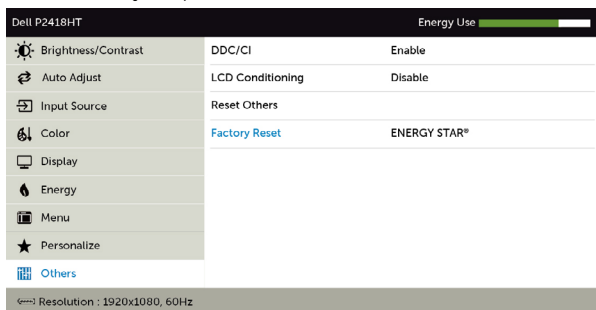 Dell P2418HT Energy Use
Brightness/Contrast DDC/CI Enable
Auto Adjust LCD Conditioning Disable
Input Source Reset Others
Color Factory Reset ENERGY STAR®
Display
Energy
Menu
Personalize
Others
Resolution : 1920x1080, 60Hz